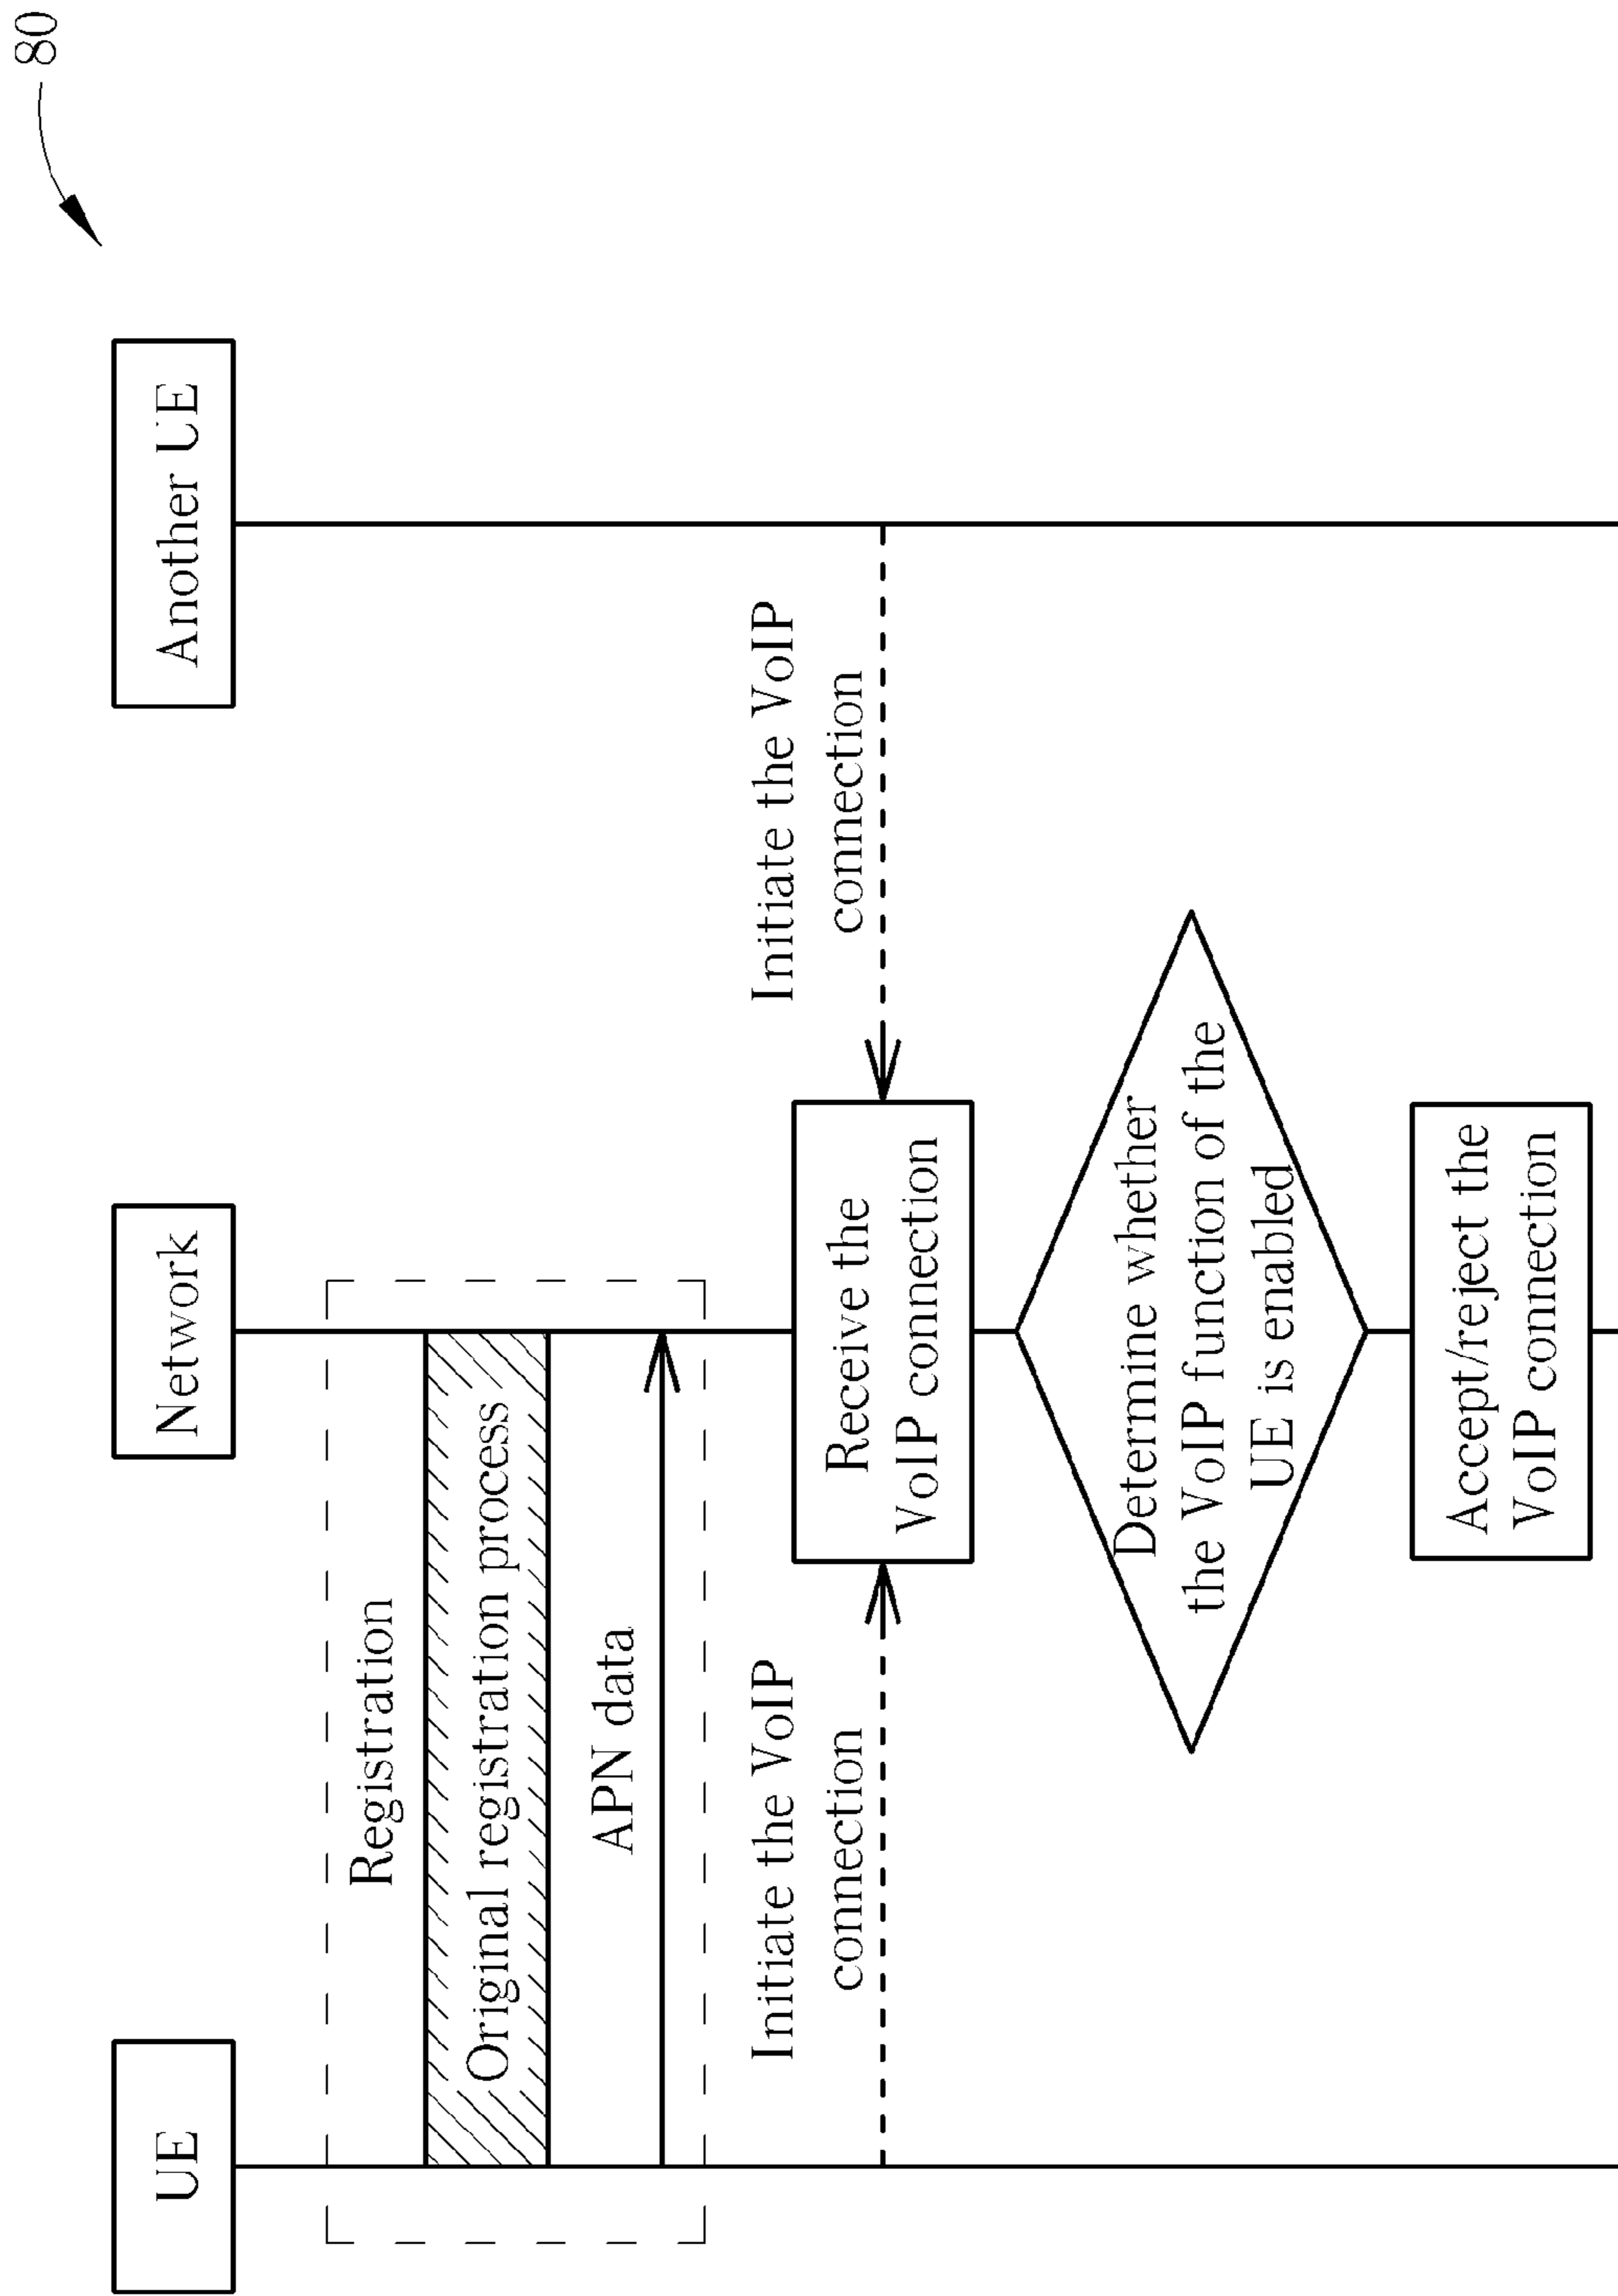 80
UE
Network
Another UE
Registration
Original registration process
APN data
Initiate the VoIP
connection
Initiate the VoIP
connection
Receive the
VoIP connection
Determine whether
the VoIP function of the
UE is enabled
Accept/reject the
VoIP connection